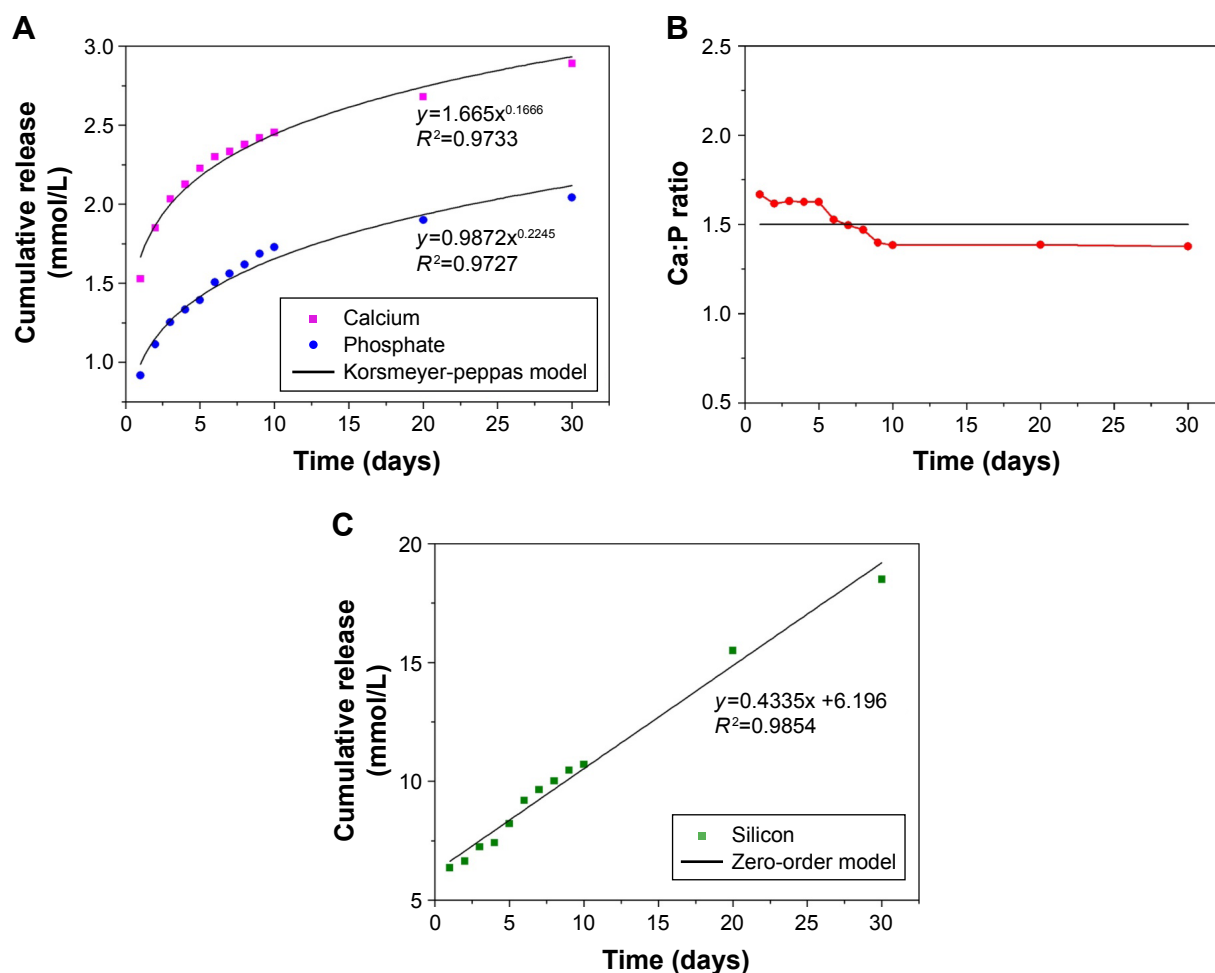 A
Cumulative release
(mmol/L)
3.0
2.5
2.0
1.5
1.0
y=1.665x^0.1666
R²=0.9733
y=0.9872x^0.2245
R²=0.9727
Calcium
Phosphate
Korsmeyer-peppas model
0 5 10 15 20 25 30
Time (days)
B
Ca:P ratio
2.5
2.0
1.5
1.0
0.5
0 5 10 15 20 25 30
Time (days)
C
Cumulative release
(mmol/L)
20
15
10
5
y=0.4335x +6.196
R²=0.9854
Silicon
Zero-order model
0 5 10 15 20 25 30
Time (days)